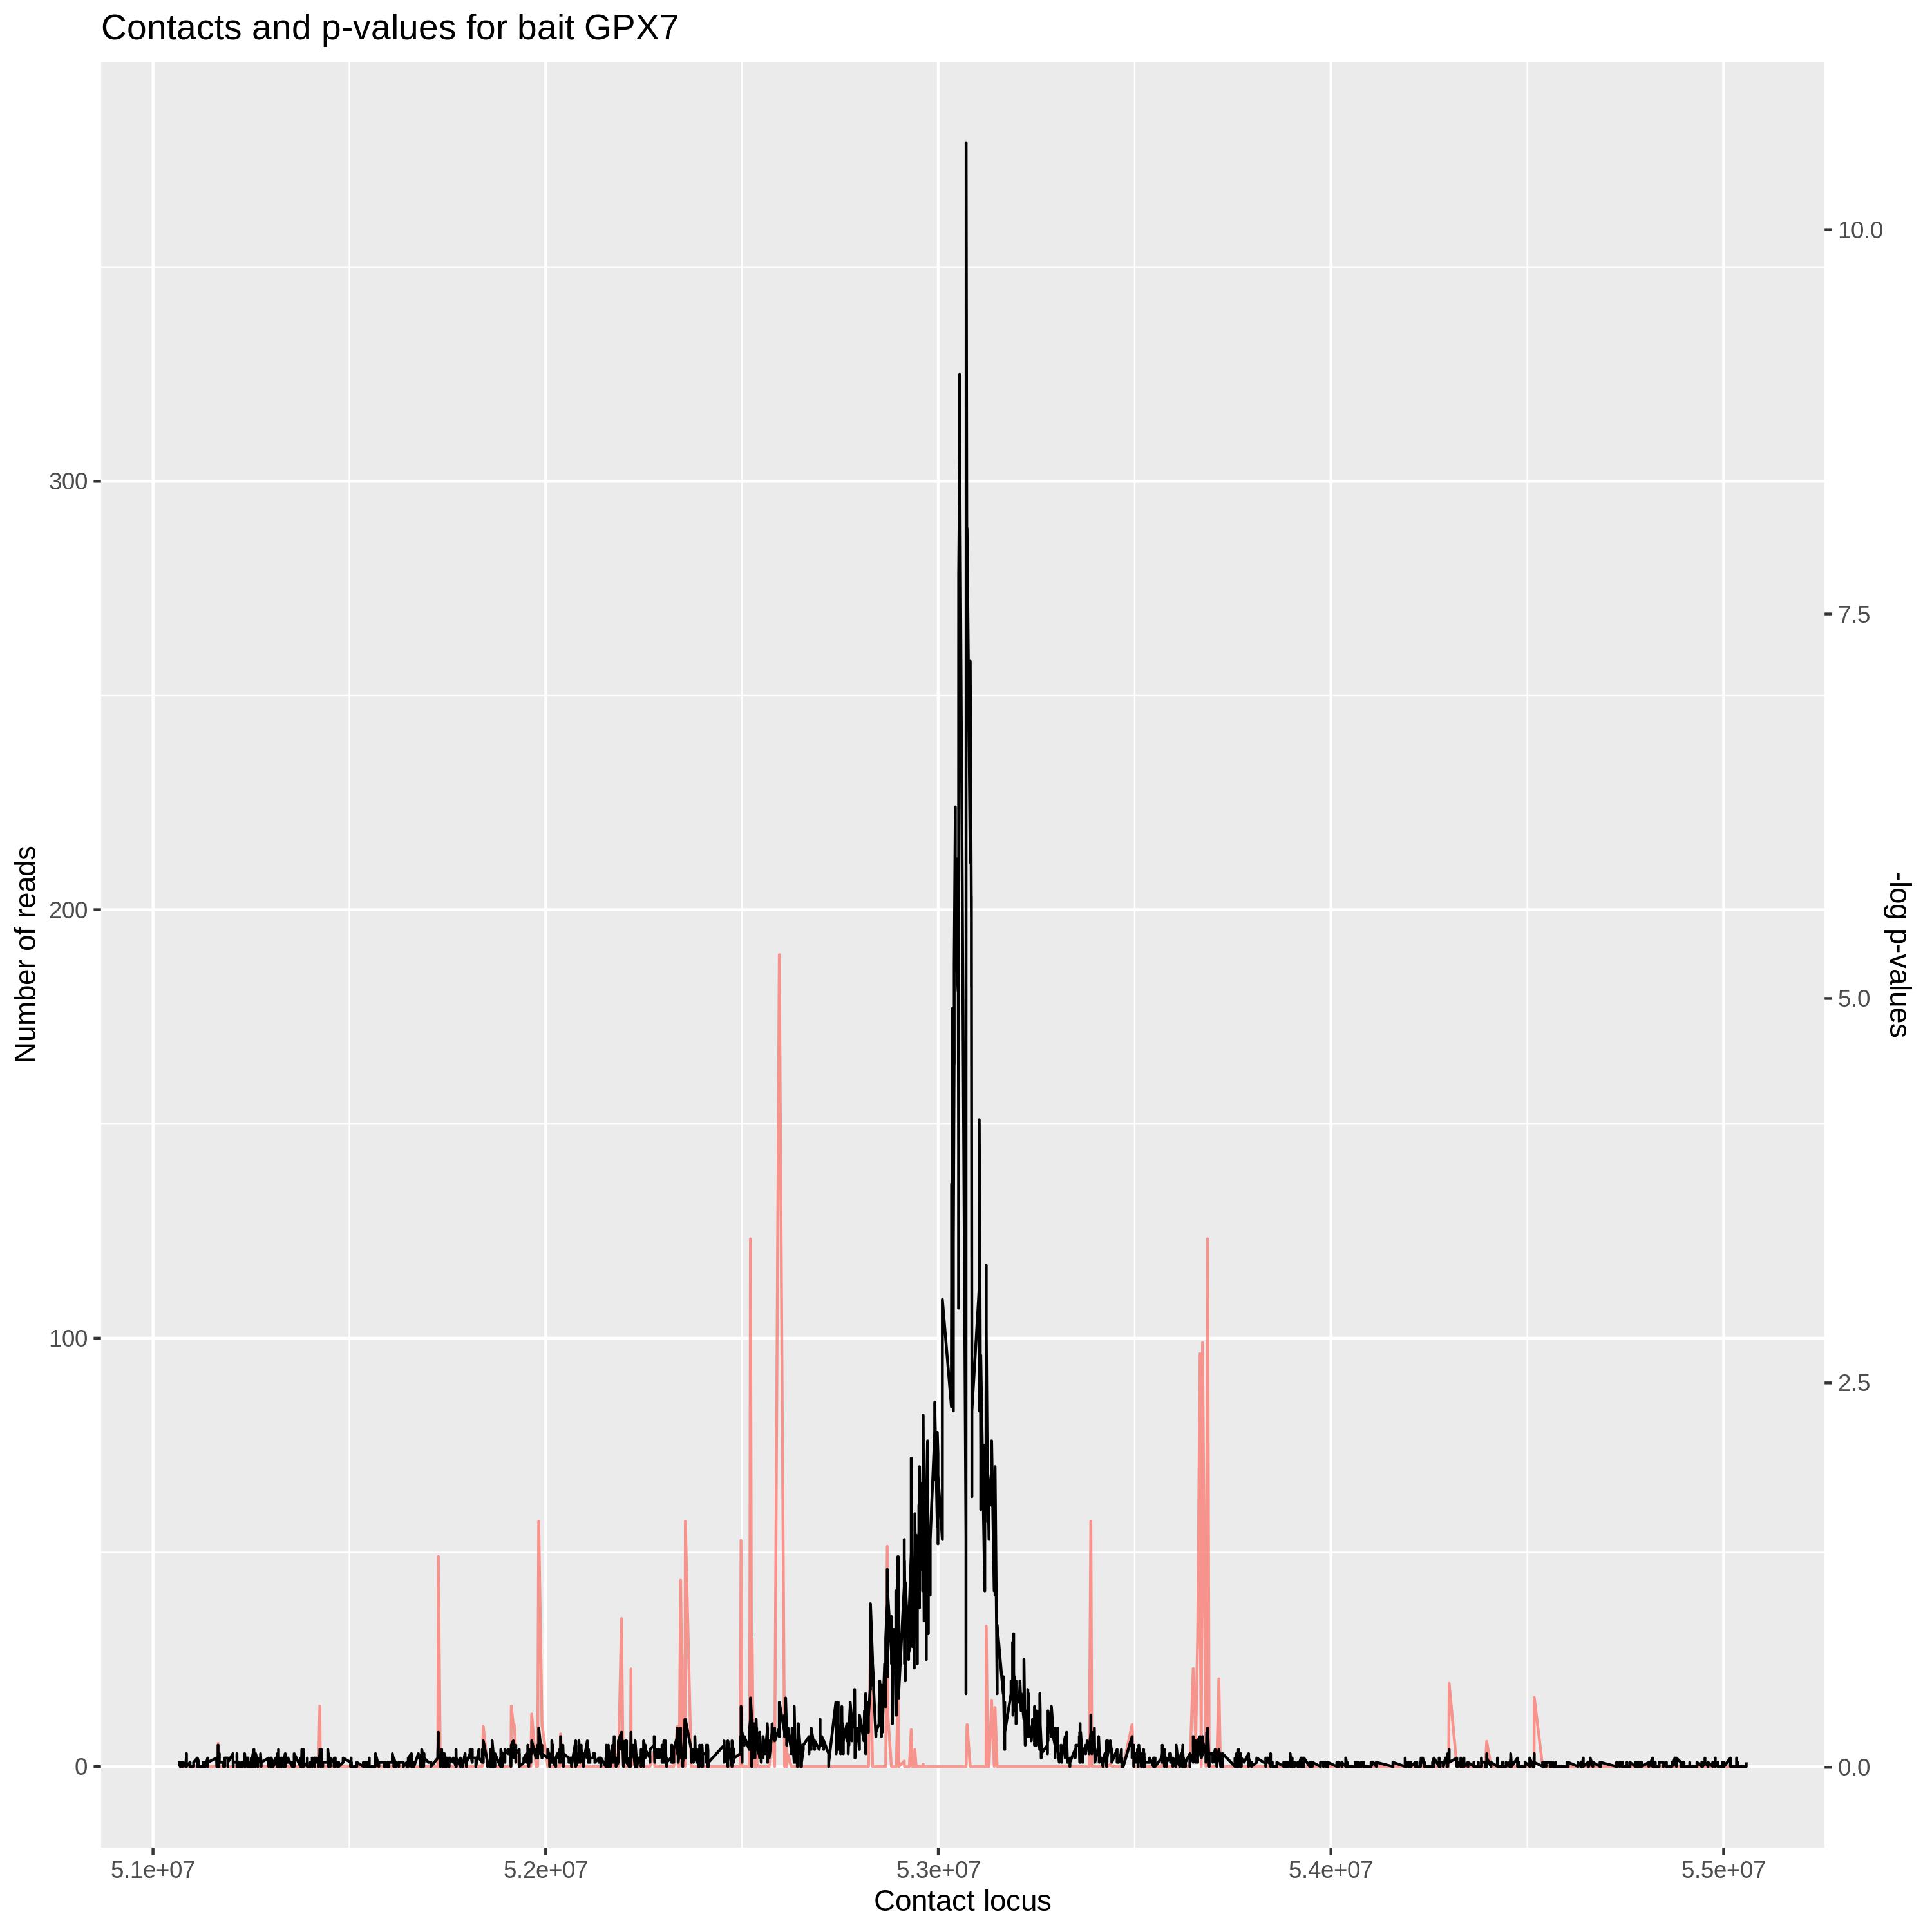 Contacts and p-values for bait GPX7
300
200
100
0
Number of reads
10.0
7.5
5.0
2.5
0.0
-log p-values
5.1e+07 5.2e+07 5.3e+07 5.4e+07 5.5e+07
Contact locus